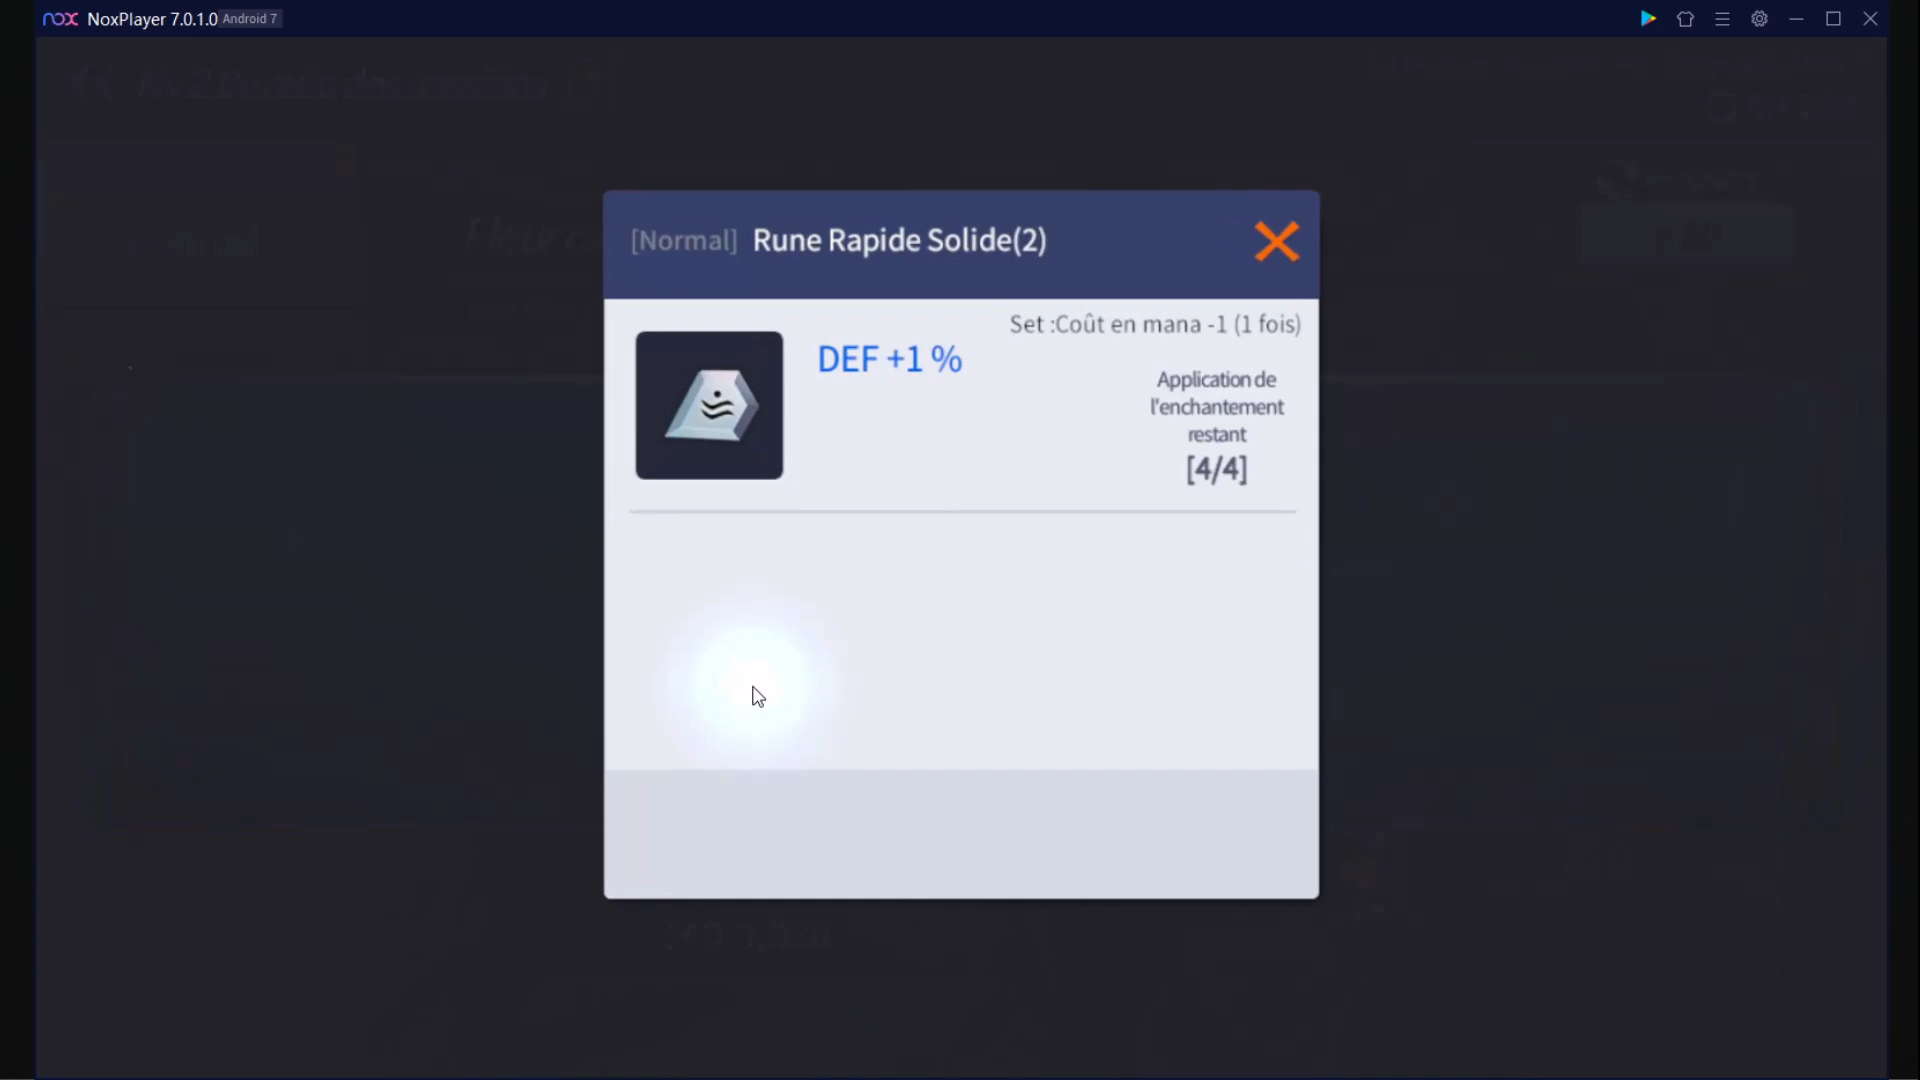 nox NoxPlayer 7.0.1.0 Android 7
[Normal] Rune Rapide Solide(2)
Set :Coût en mana -1 (1 fois)
DEF +1 %
Application de
l'enchantement
restant
[4/4]